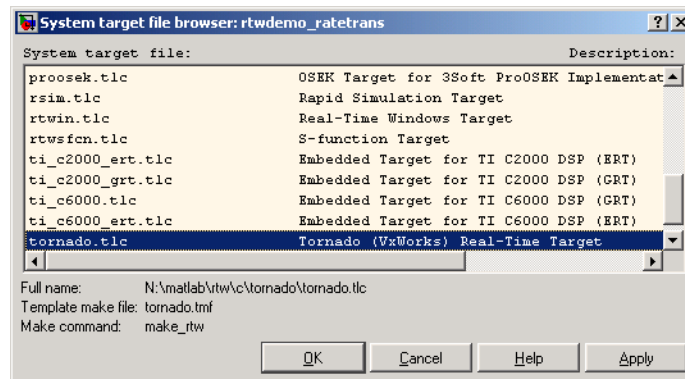 System target file browser: rtwdemo_ratetrans
System target file: Description:
proosek.tlc OSEK Target for 3Soft ProOSEK Implementat
rsim.tlc Rapid Simulation Target
rtwin.tlc Real-Time Windows Target
rtwsfcn.tlc S-function Target
ti_c2000_ert.tlc Embedded Target for TI C2000 DSP (ERT)
ti_c2000_grt.tlc Embedded Target for TI C2000 DSP (GRT)
ti_c6000.tlc Embedded Target for TI C6000 DSP (GRT)
ti_c6000_ert.tlc Embedded Target for TI C6000 DSP (ERT)
tornado.tlc Tornado (VxWorks) Real-Time Target
Full name: N:\matlab\rtw\c\tornado\tornado.tlc
Template make file: tornado.tmf
Make command: make_rtw
OK Cancel Help Apply